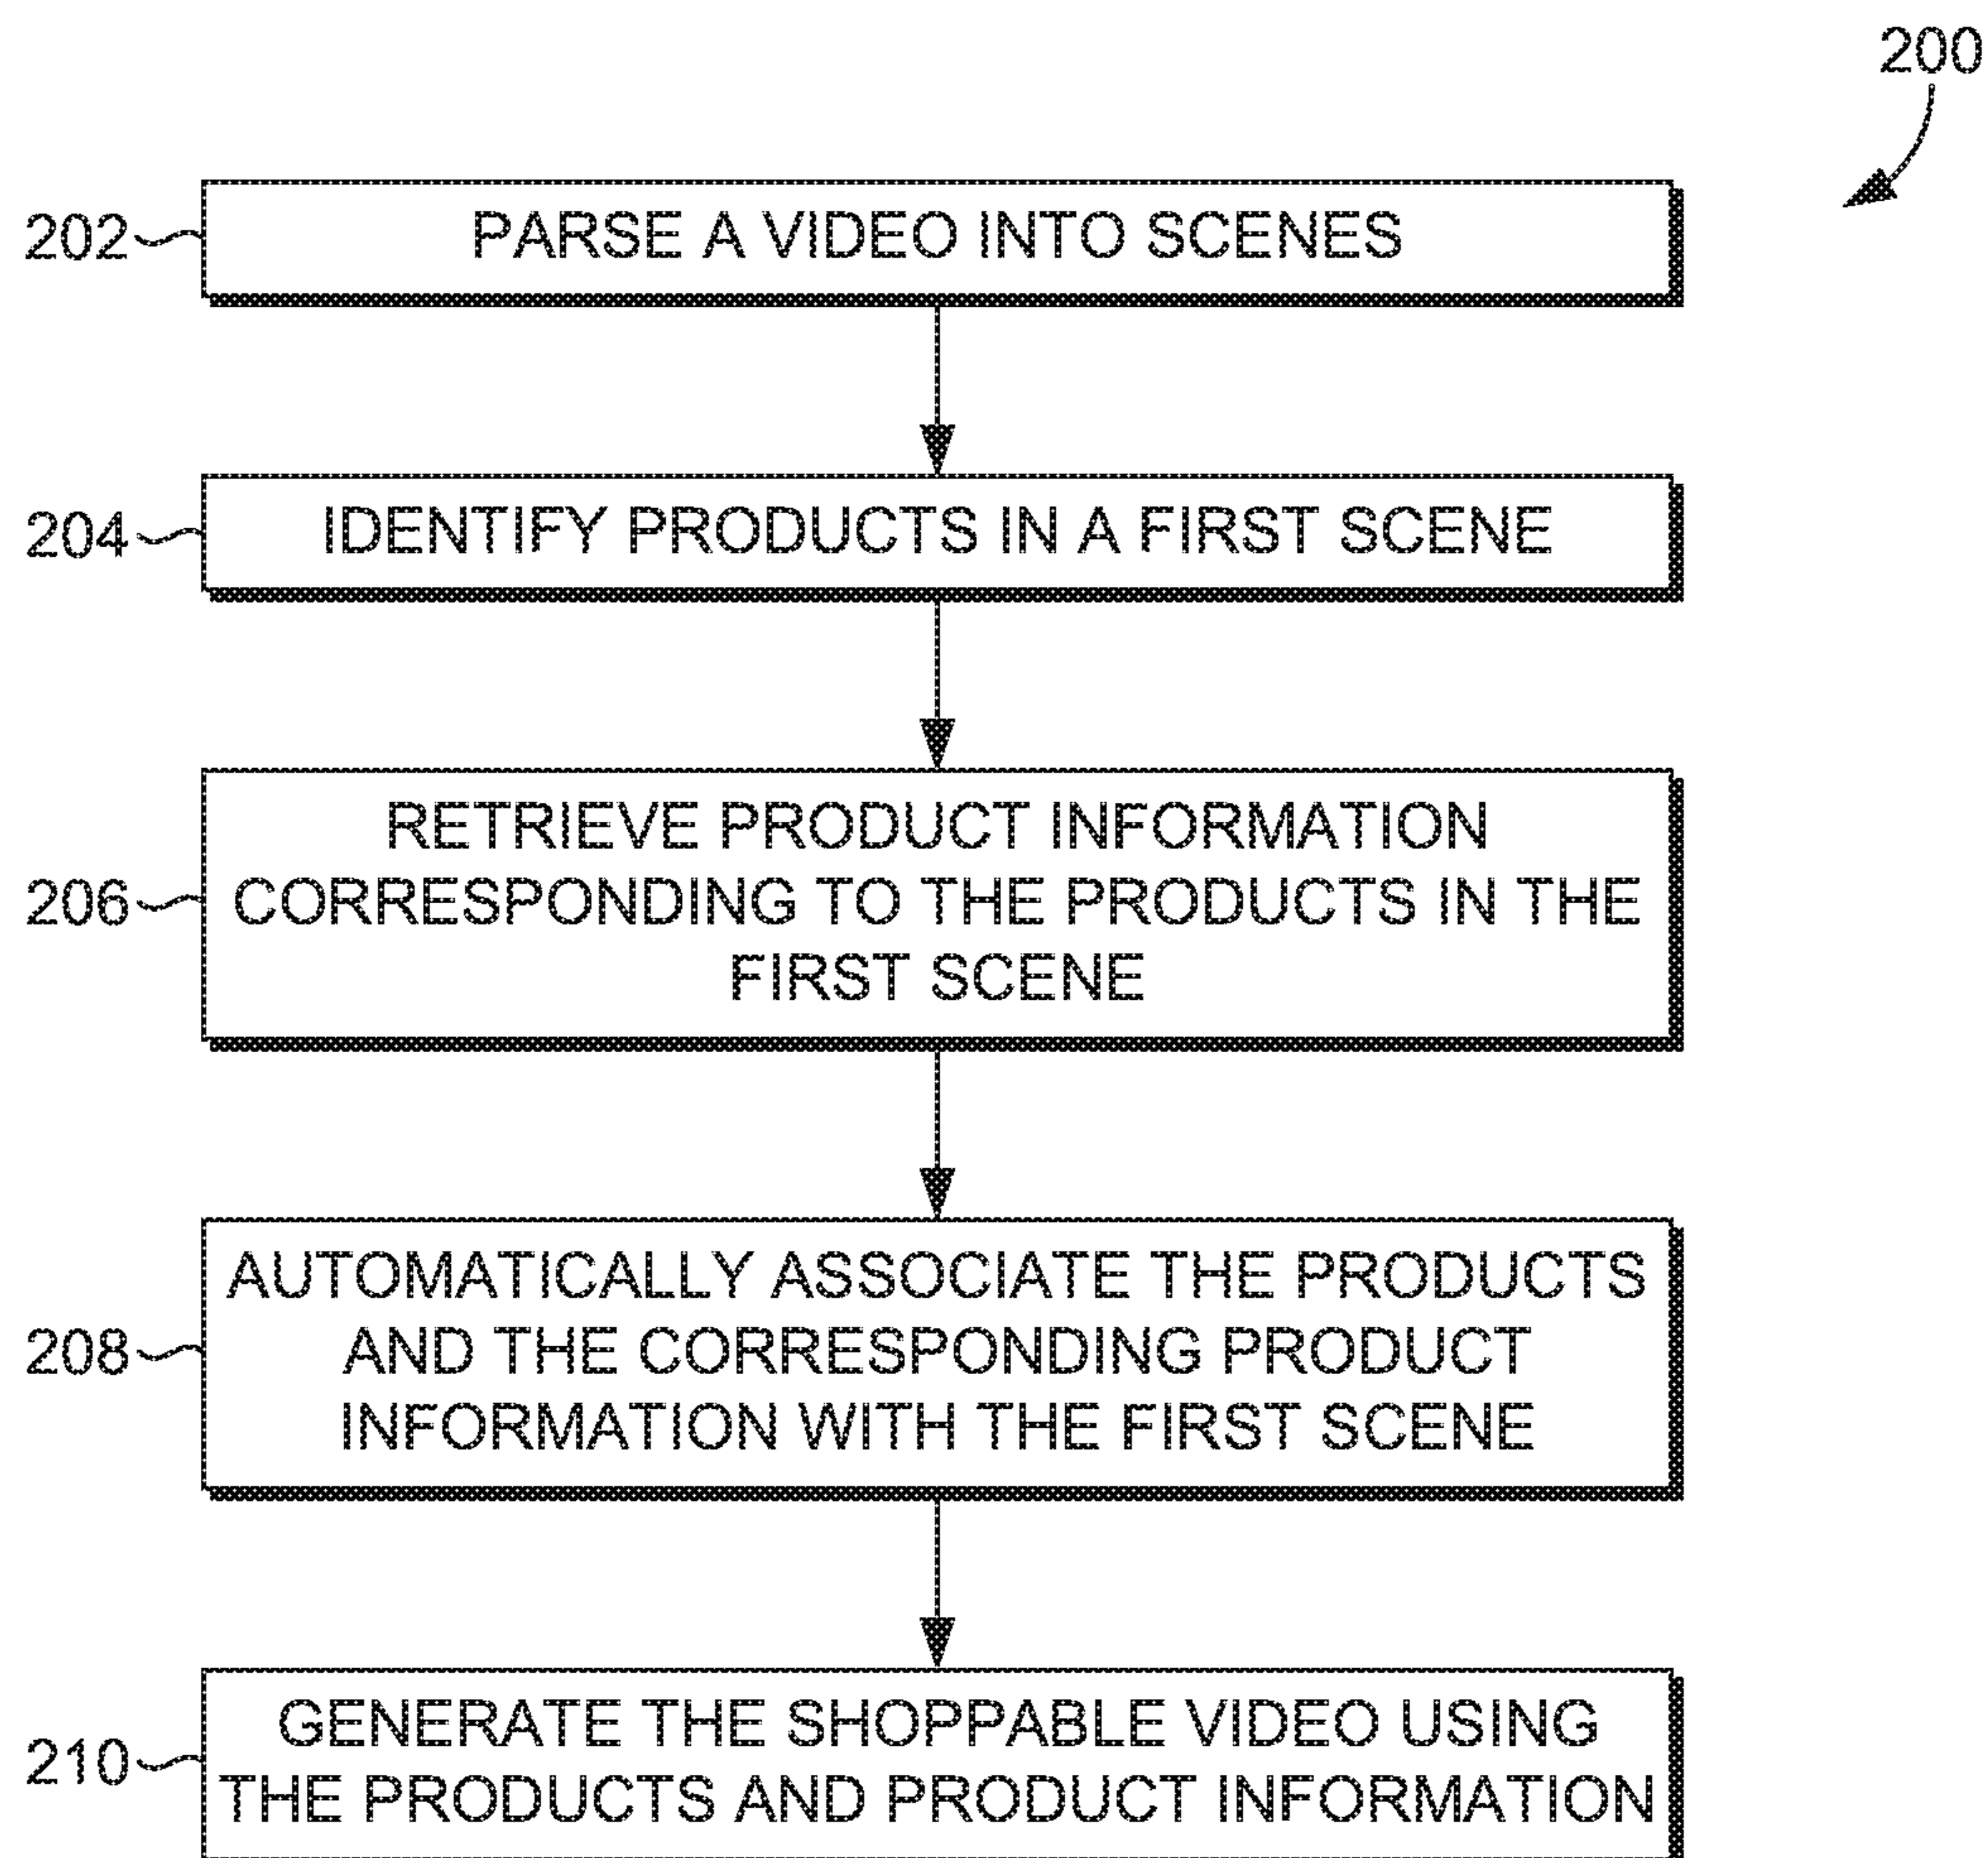 200
202
PARSE A VIDEO INTO SCENES
204
IDENTIFY PRODUCTS IN A FIRST SCENE
206
RETRIEVE PRODUCT INFORMATION
CORRESPONDING TO THE PRODUCTS IN THE
FIRST SCENE
208
AUTOMATICALLY ASSOCIATE THE PRODUCTS
AND THE CORRESPONDING PRODUCT
INFORMATION WITH THE FIRST SCENE
210
GENERATE THE SHOPPABLE VIDEO USING
THE PRODUCTS AND PRODUCT INFORMATION